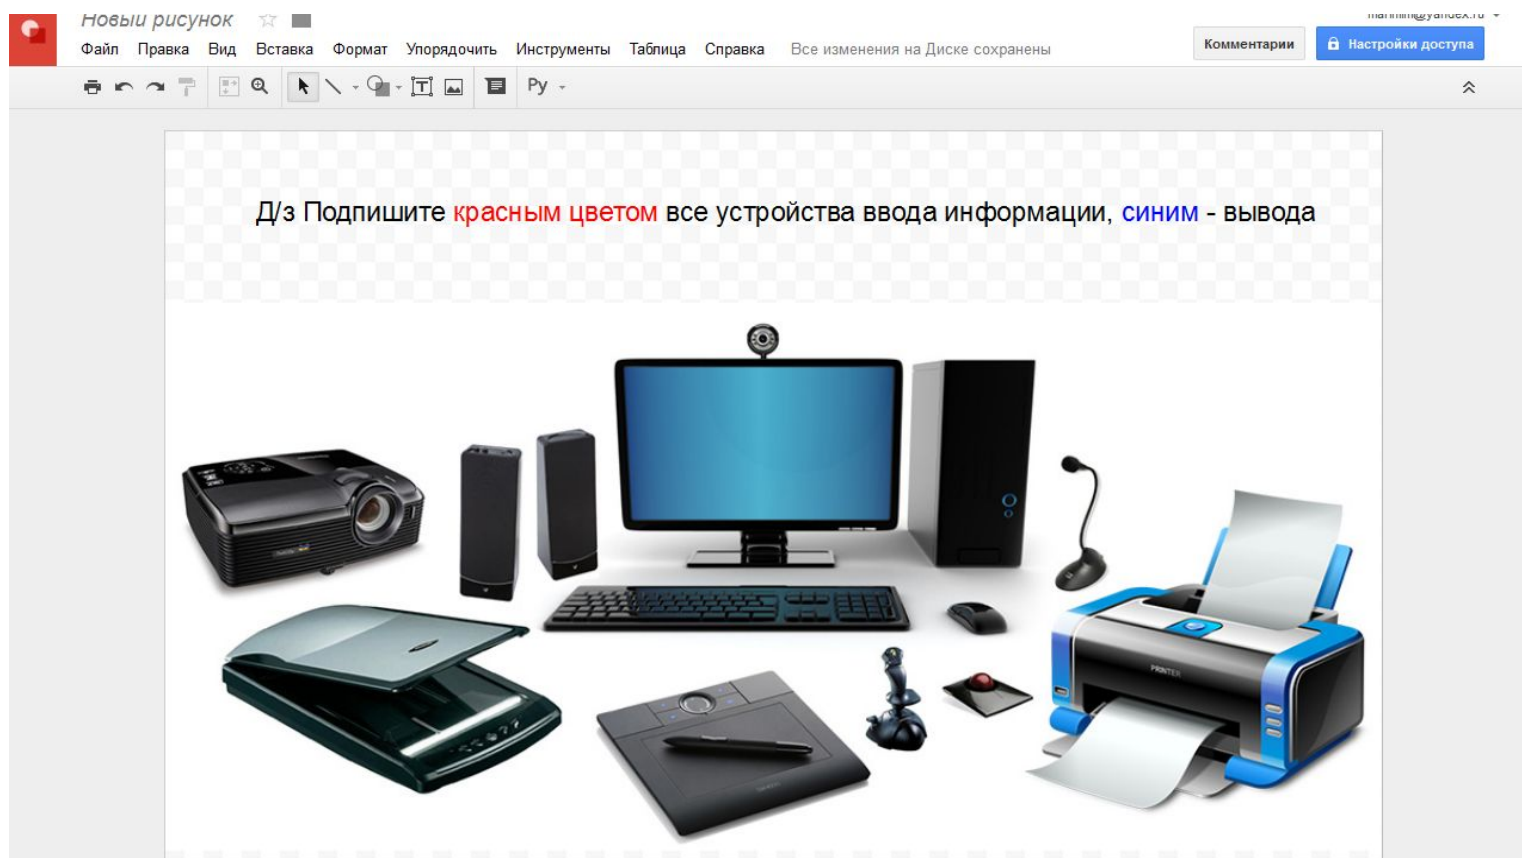 Новый рисунок
Файл Правка Вид Вставка Формат Упорядочить Инструменты Таблица Справка Все изменения на Диске сохранены
Комментарии
Настройки доступа
Ру
Д/з Подпишите красным цветом все устройства ввода информации, синим - вывода
PRINTER